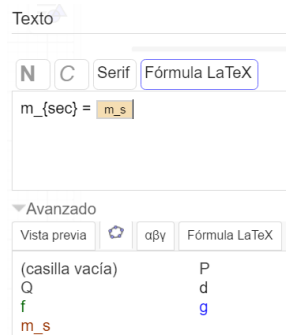 Texto
N C Serif Fórmula LaTeX
m_{sec} = m_s
Avanzado
Vista previa αβγ Fórmula LaTeX
(casilla vacía) P
Q d
f g
m_s